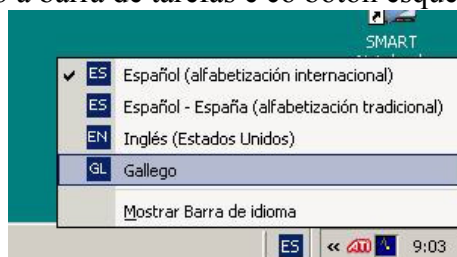 a barra de tarefas e co botón esque
SMART
ES Español (alfabetización internacional)
ES Español - España (alfabetización tradicional)
EN Inglés (Estados Unidos)
GL Gallego
Mostrar Barra de idioma
ES « 9:03